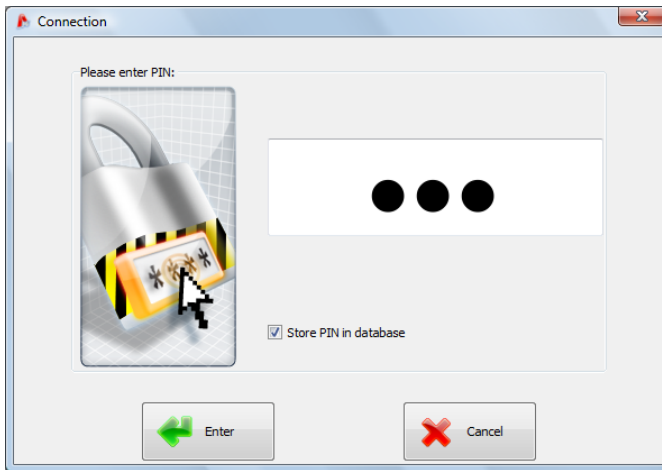 Connection
Please enter PIN:
Store PIN in database
Enter
Cancel